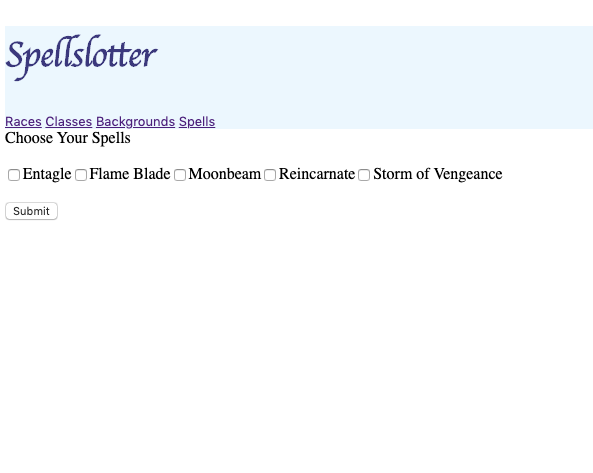 Spellslotter
Races Classes Backgrounds Spells
Choose Your Spells
Entagle Flame Blade Moonbeam Reincarnate Storm of Vengeance
Submit